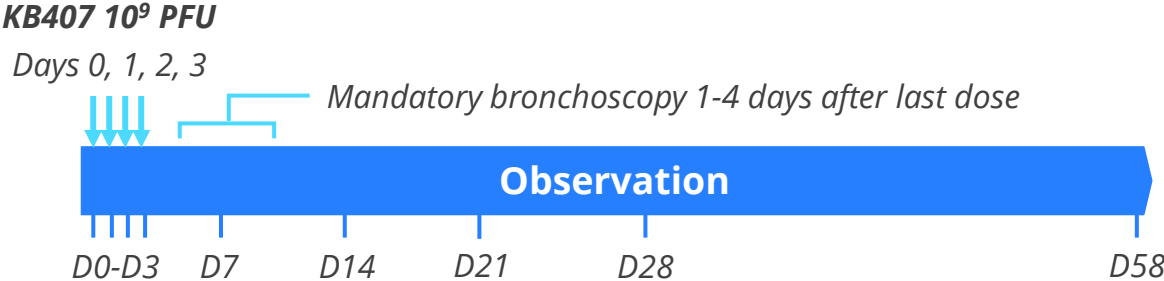 KB407 10⁹ PFU
Days 0, 1, 2, 3
Mandatory bronchoscopy 1-4 days after last dose
Observation
D0-D3 D7 D14 D21 D28 D58